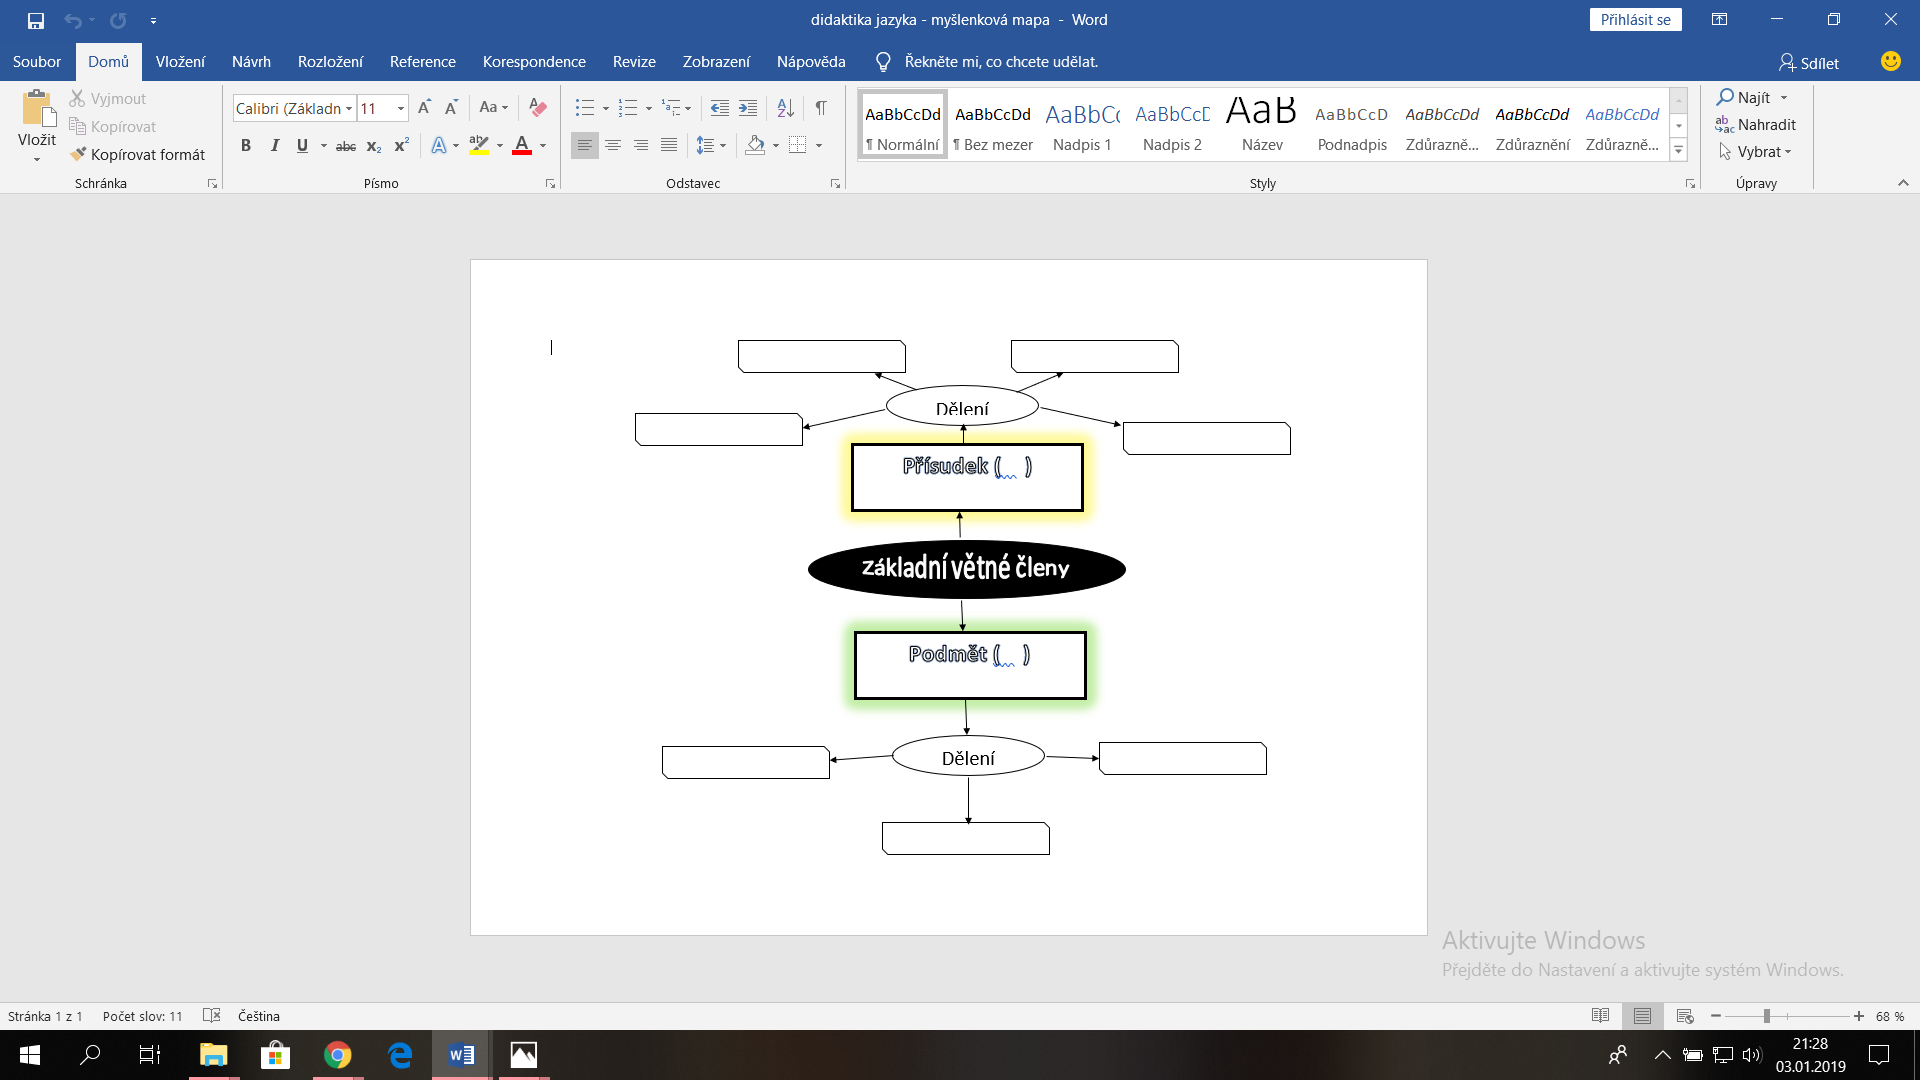 didaktika jazyka - myšlenková mapa - Word
Přihlásit se
Soubor Domů Vložení Návrh Rozložení Reference Korespondence Revize Zobrazení Nápověda Řekněte mi, co chcete udělat. Sdílet
Vložit
Vyjmout
Kopírovat
Kopírovat formát
Schránka
Calibri (Základn 11
Písmo
Odstavec
AaBbCcDd AaBbCcDd AaBbCc AaBbCcD AaB AaBbCcD AaBbCcDd AaBbCcDd AaBbCcDd
¶ Normální ¶ Bez mezer Nadpis 1 Nadpis 2 Název Podnadpis Zdůrazně... Zdůraznění Zdůrazně...
Styly
Najít
Nahradit
Vybrat
Úpravy
Dělení
Přísudek ( )
Základní větné členy
Podmět ( )
Dělení
Aktivujte Windows
Přejděte do Nastavení a aktivujte systém Windows.
Stránka 1 z 1 Počet slov: 11 Čeština 68 %
21:28
03.01.2019